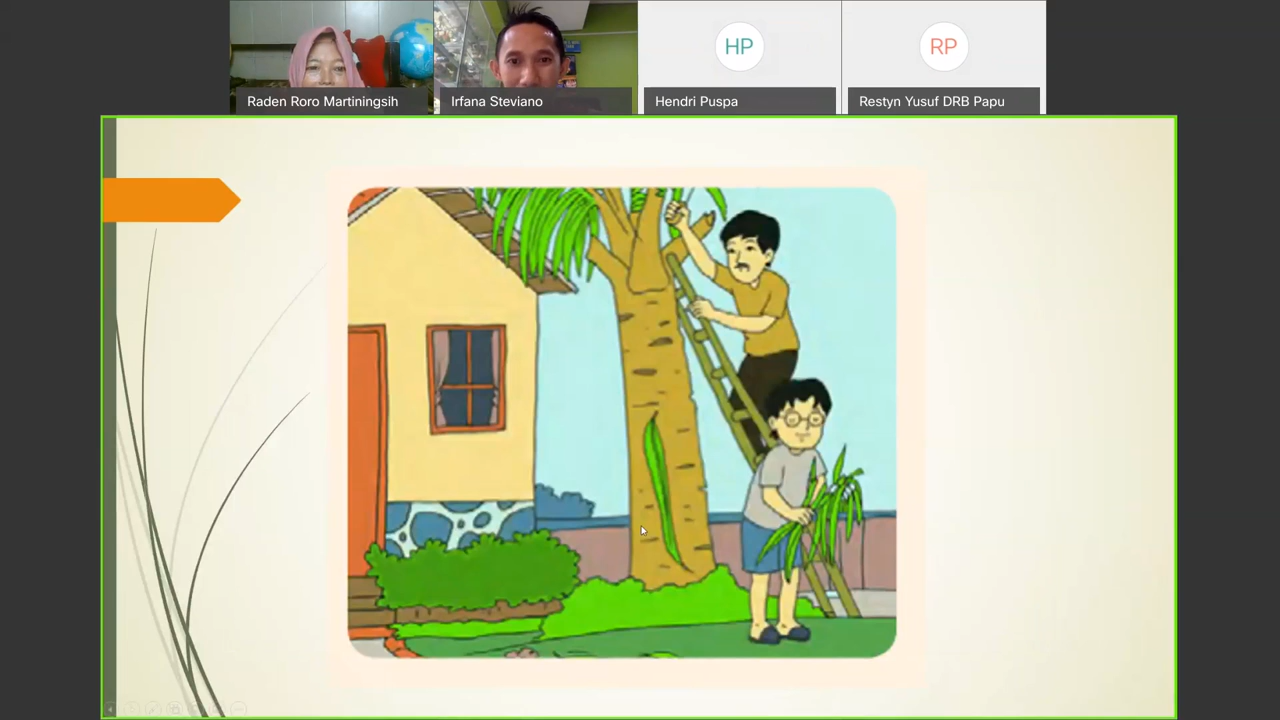 HP
RP
Raden Roro Martiningsih
Irfana Steviano
Hendri Puspa
Restyn Yusuf DRB Papu